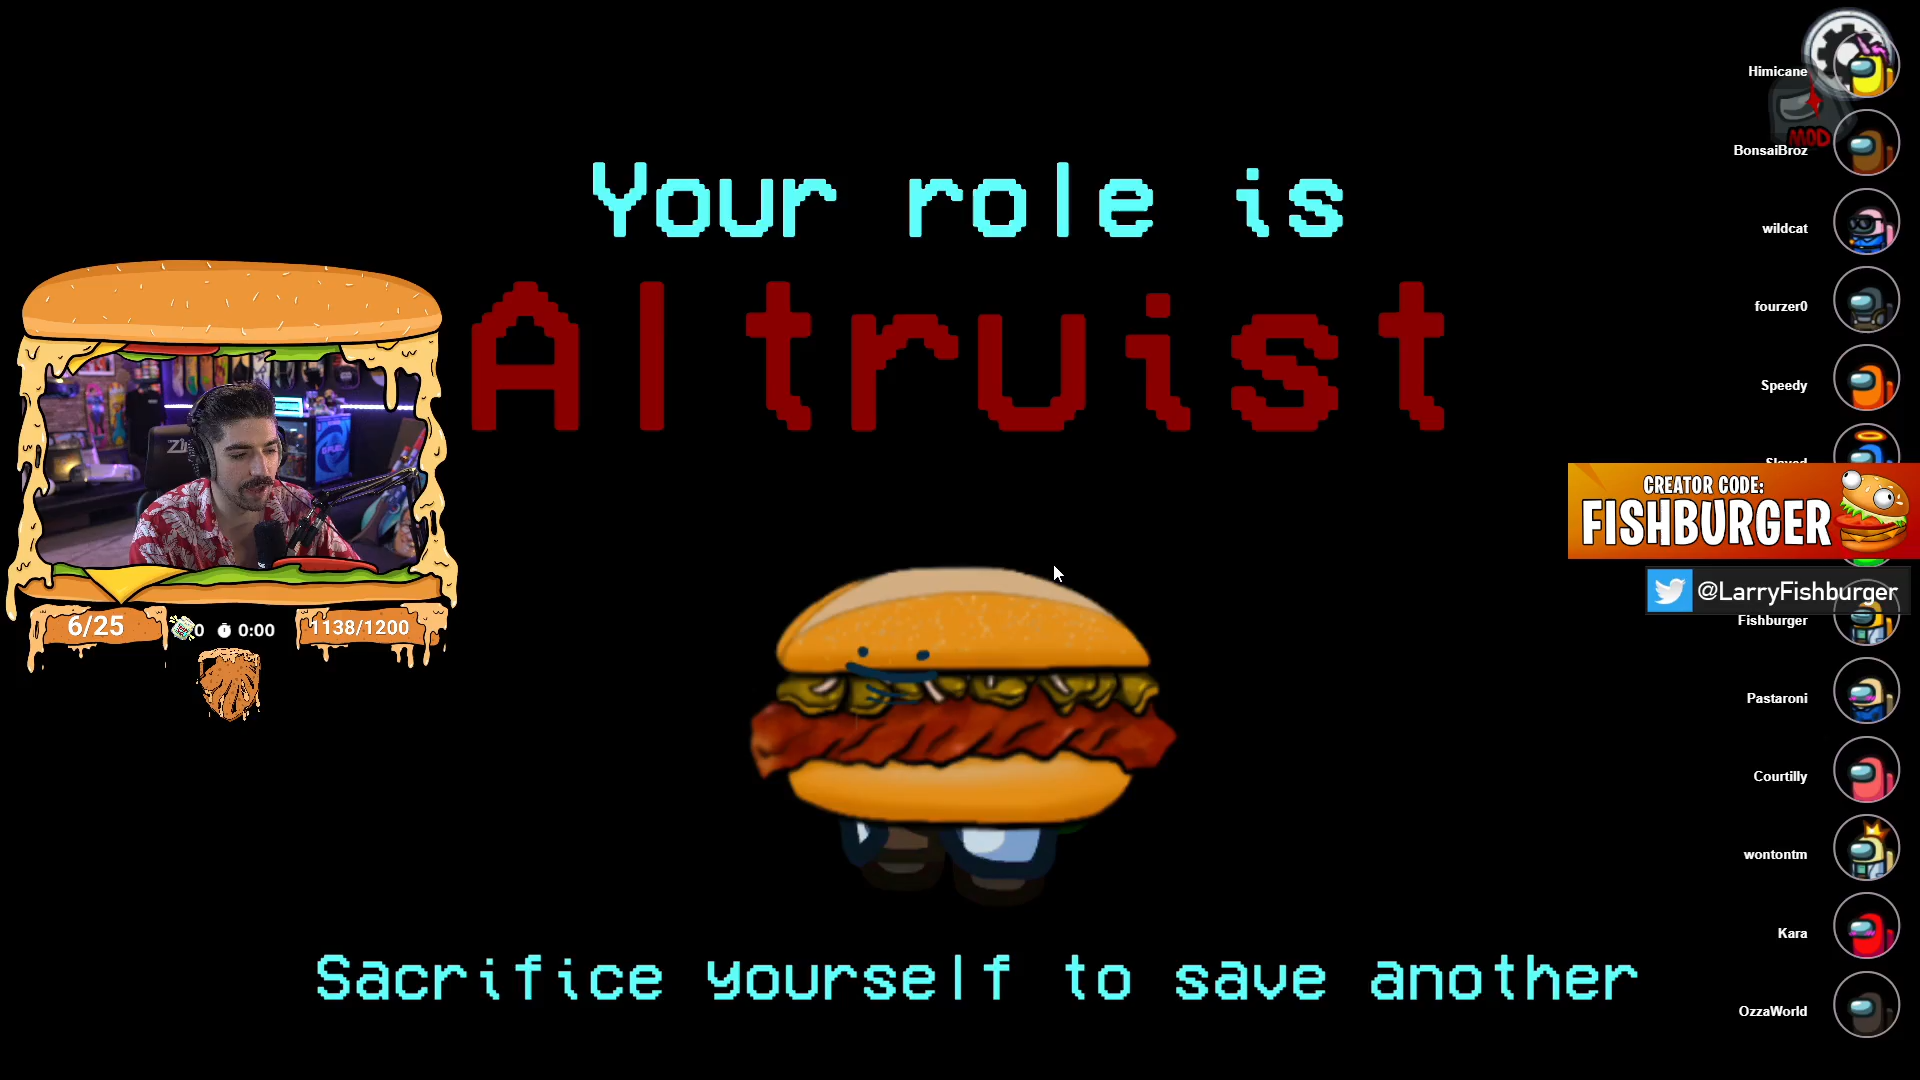 Your role is
Altruist
Sacrifice yourself to save another
6/25
0
0:00
1138/1200
Himicane
MOD
BonsaiBroz
wildcat
fourzer0
Speedy
CREATOR CODE:
FISHBURGER
@LarryFishburger
Fishburger
Pastaroni
Courtilly
wontontm
Kara
OzzaWorld